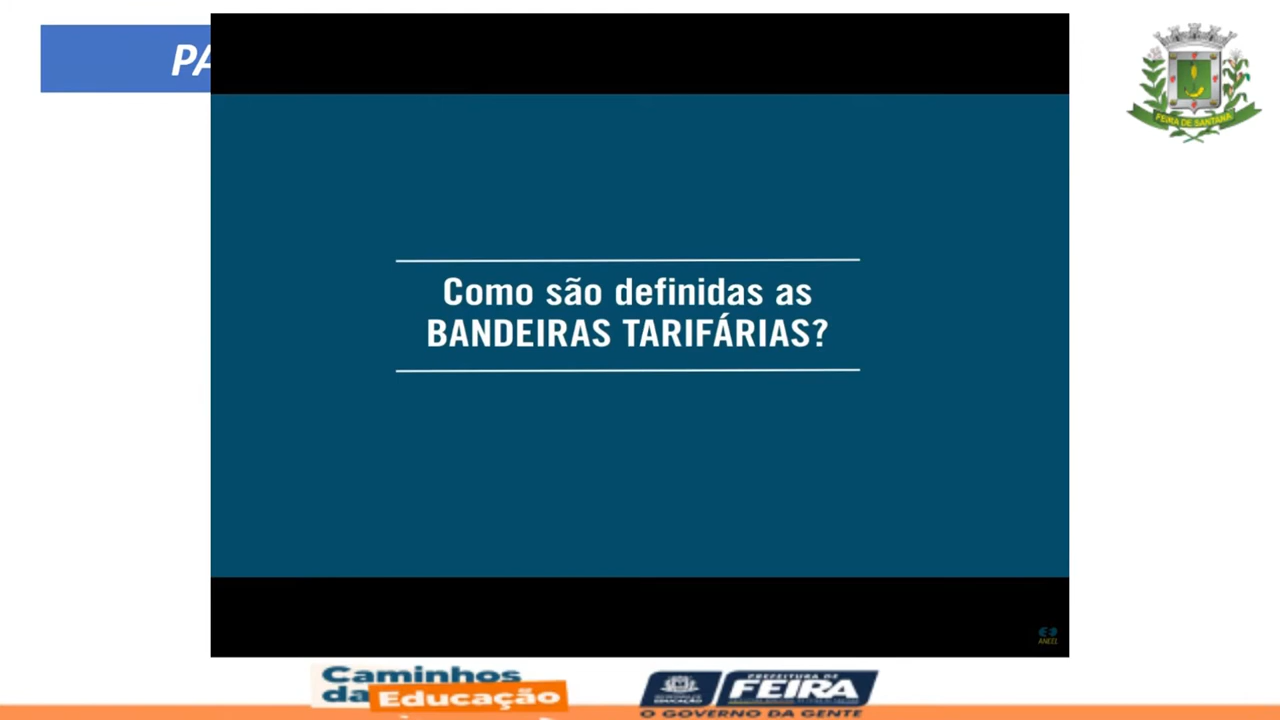 PA
FEIRA DE SANTANA
Como são definidas as
BANDEIRAS TARIFÁRIAS?
ANEEL
Caminhos
da Educação
PREFEITURA DE
FEIRA
EDUCAÇÃO
O GOVERNO DA GENTE